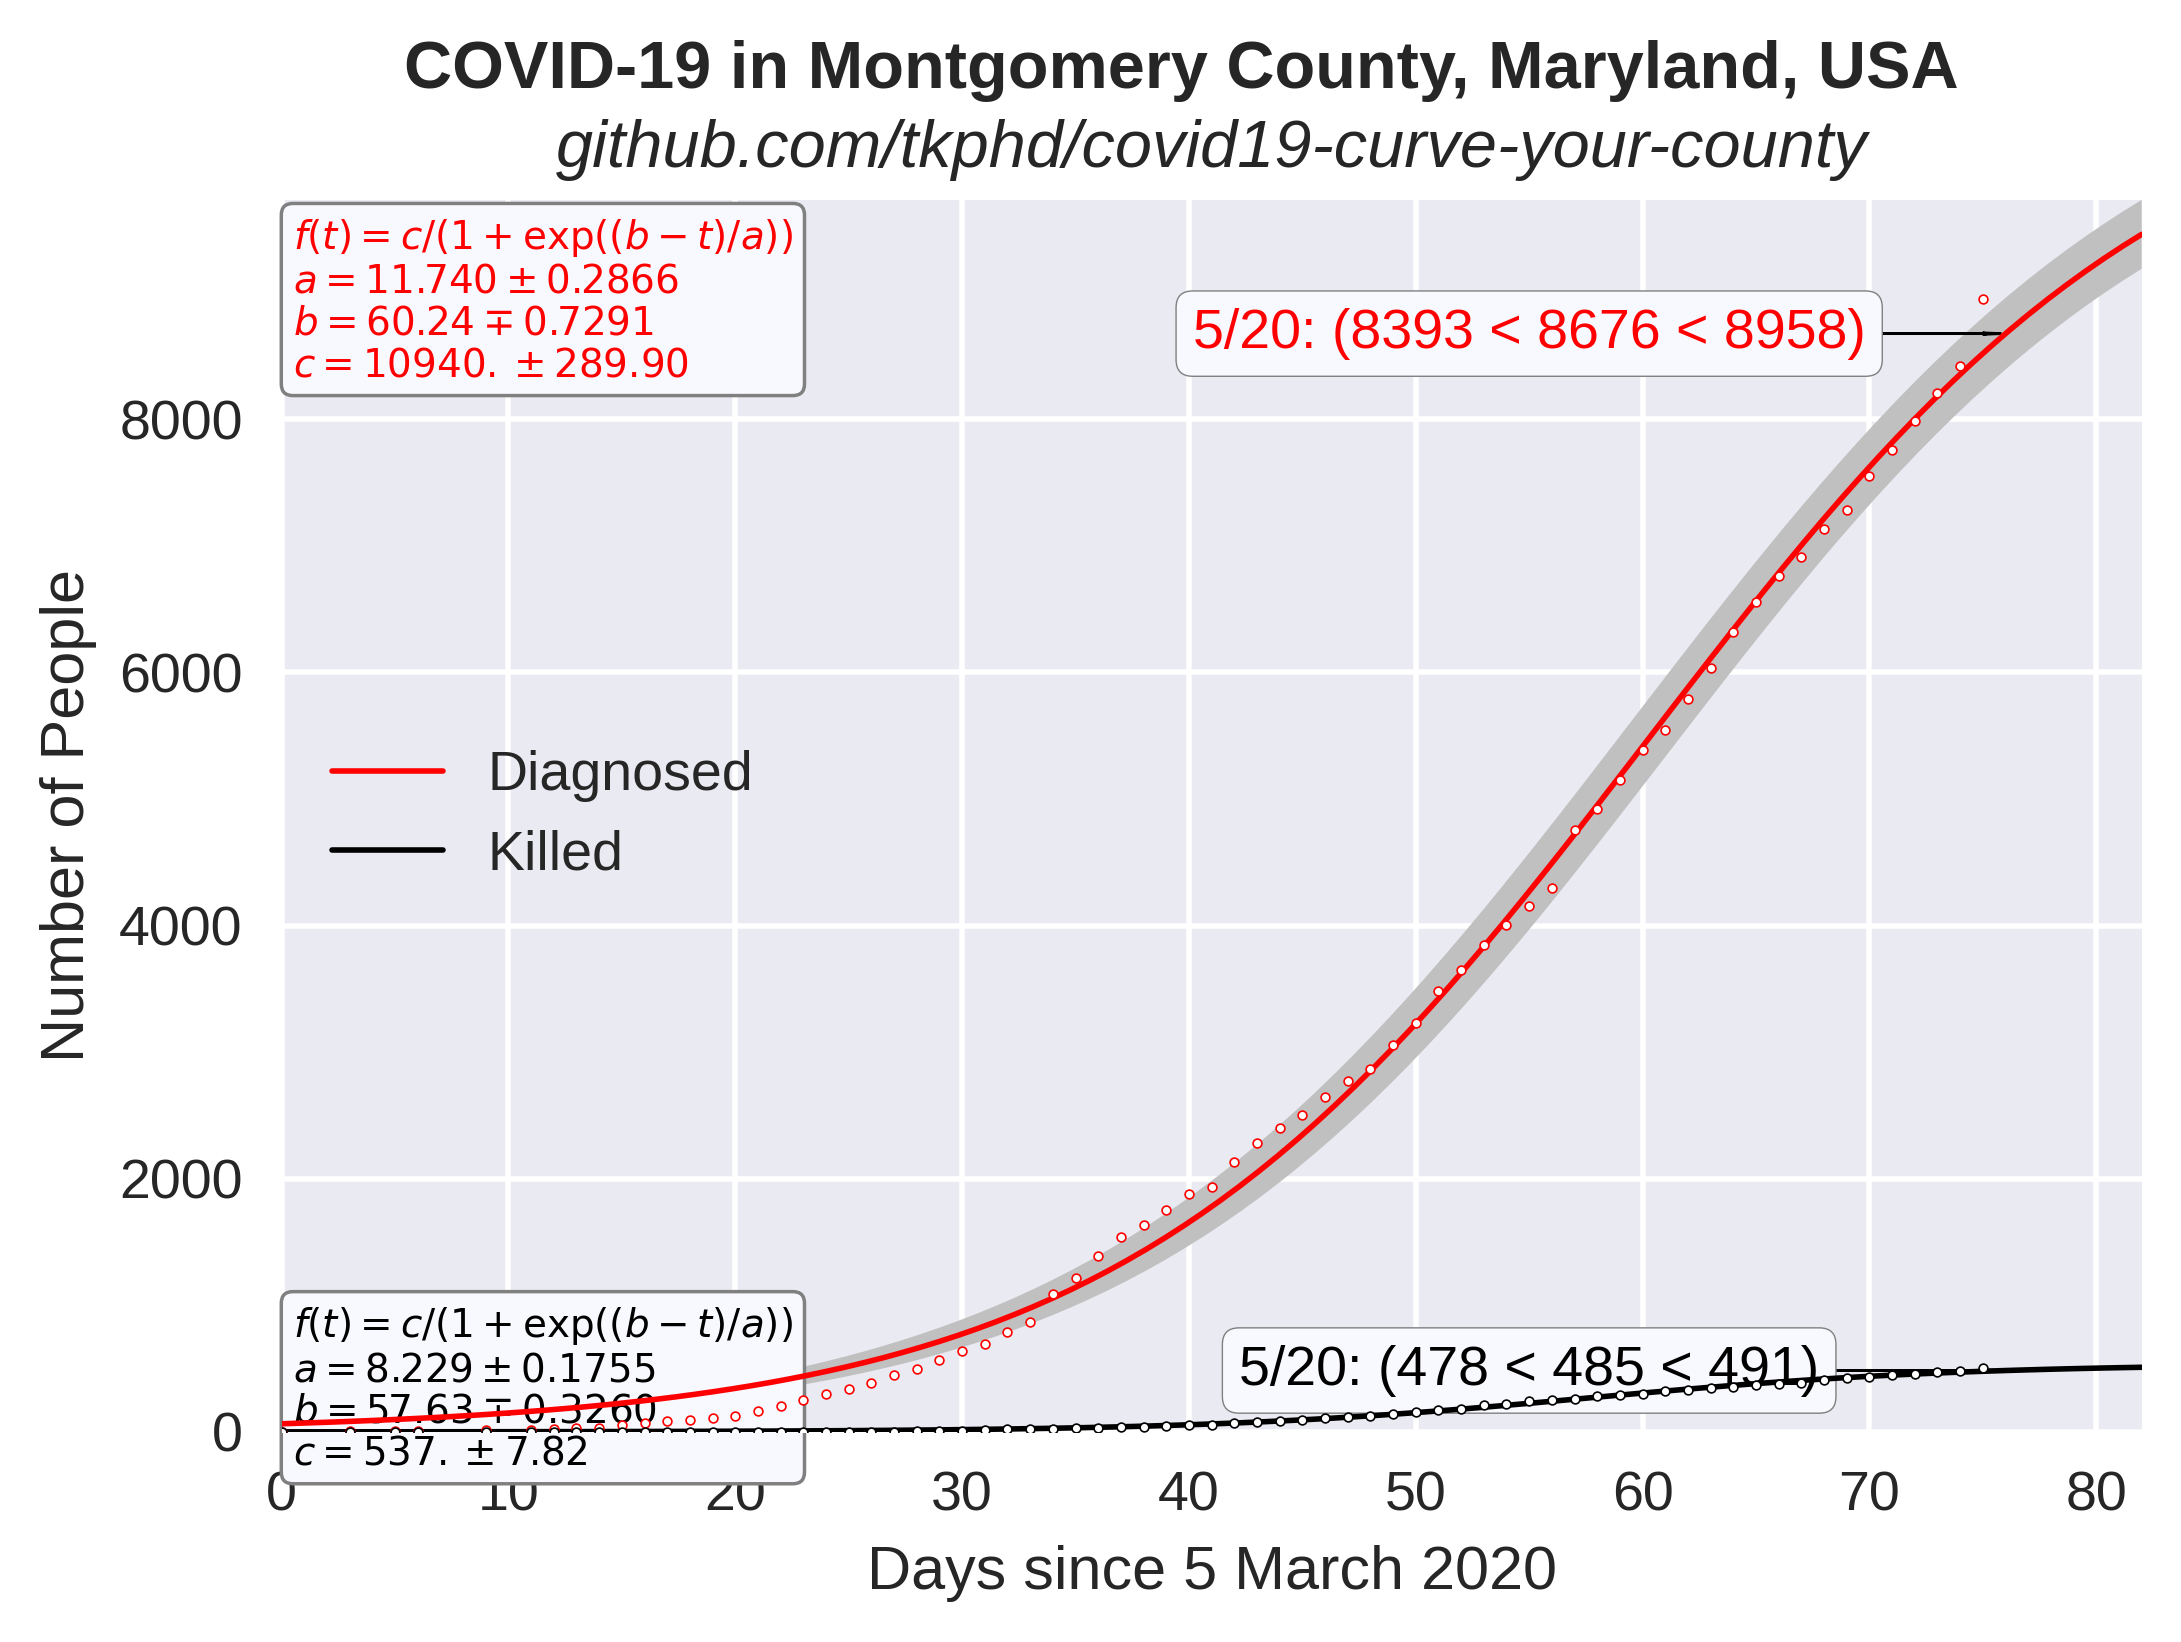 COVID-19 in Montgomery County, Maryland, USA
github.com/tkphd/covid19-curve-your-county
f(t) = c/(1 + exp((b − t)/a))
a = 11.740 ± 0.2866
b = 60.24 ∓ 0.7291
c = 10940. ± 289.90
5/20: (8393 < 8676 < 8958)
8000
6000
4000
2000
0
Number of People
Diagnosed
Killed
f(t) = c/(1 + exp((b − t)/a))
a = 8.229 ± 0.1755
b = 57.63 ∓ 0.3260
c = 537. ± 7.82
5/20: (478 < 485 < 491)
0 10 20 30 40 50 60 70 80
Days since 5 March 2020